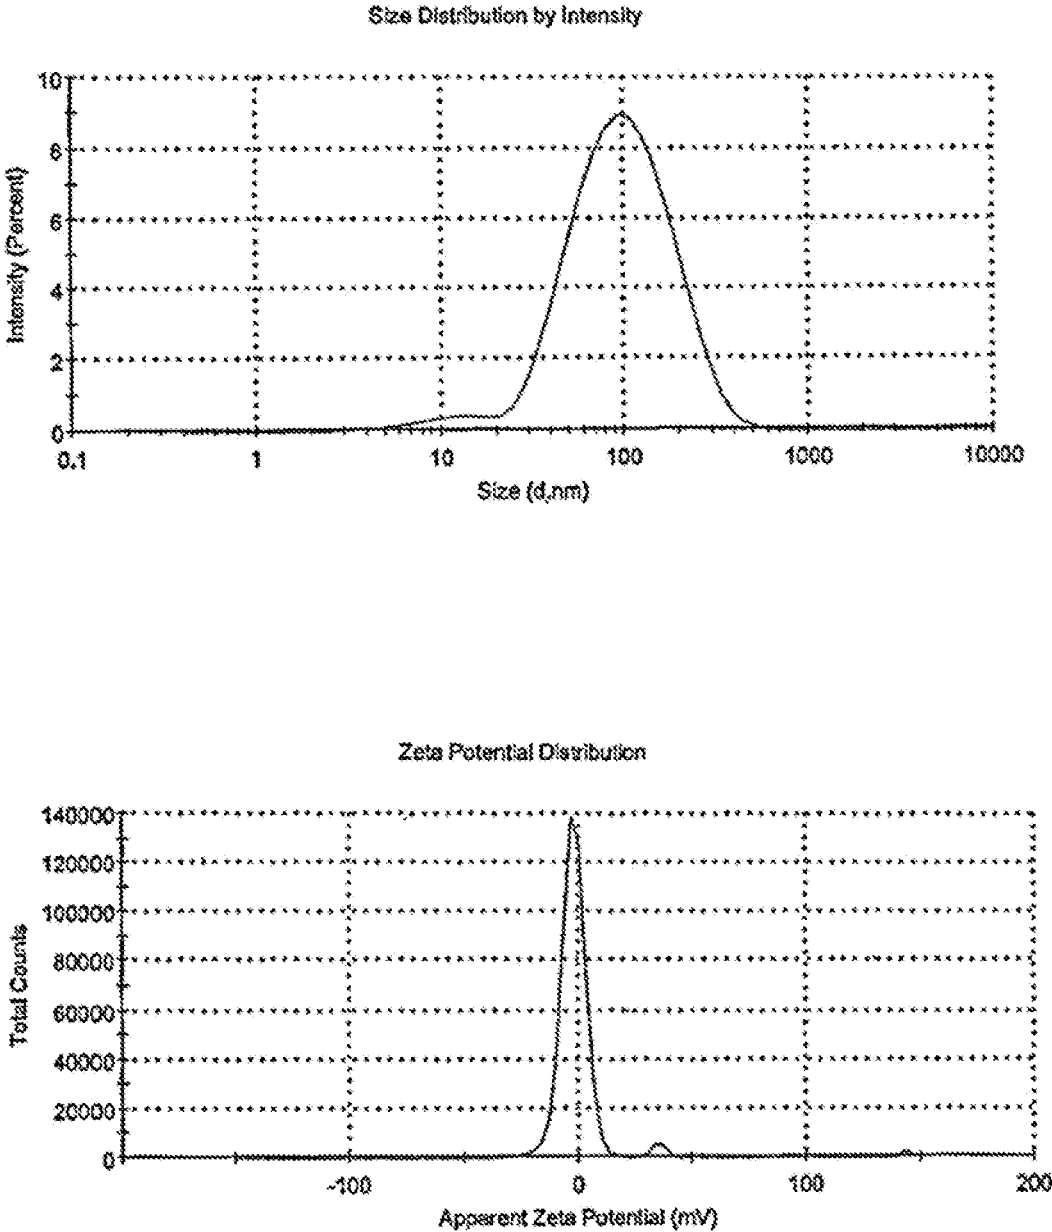 Size Distribution by Intensity
10
8
6
4
2
0
Intensity (Percent)
0.1 1 10 100 1000 10000
Size (d.nm)
Zeta Potential Distribution
140000
120000
100000
80000
60000
40000
20000
0
Total Counts
-100 0 100 200
Apparent Zeta Potential (mV)